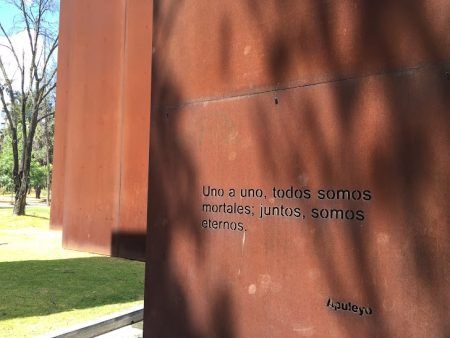 Uno a uno, todos somos
mortales; juntos, somos
eternos.
Apuleyo